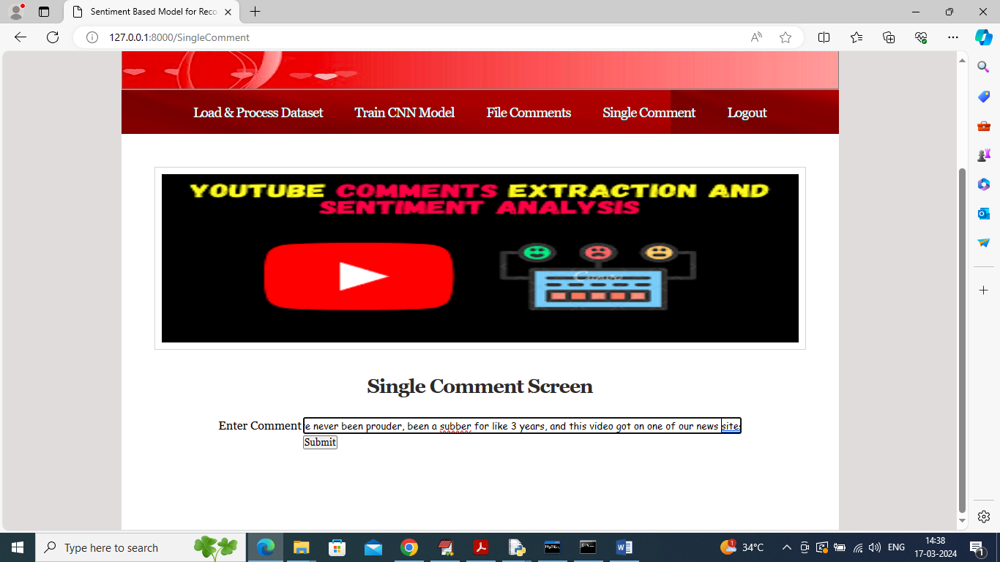 Sentiment Based Model for Reco
127.0.0.1:8000/SingleComment
Load & Process Dataset Train CNN Model File Comments Single Comment Logout
YOUTUBE COMMENTS EXTRACTION AND
SENTIMENT ANALYSIS
Canva
Single Comment Screen
Enter Comment e never been prouder, been a subber for like 3 years, and this video got on one of our news sites
Submit
Type here to search
34°C
ENG
14:38
17-03-2024
1